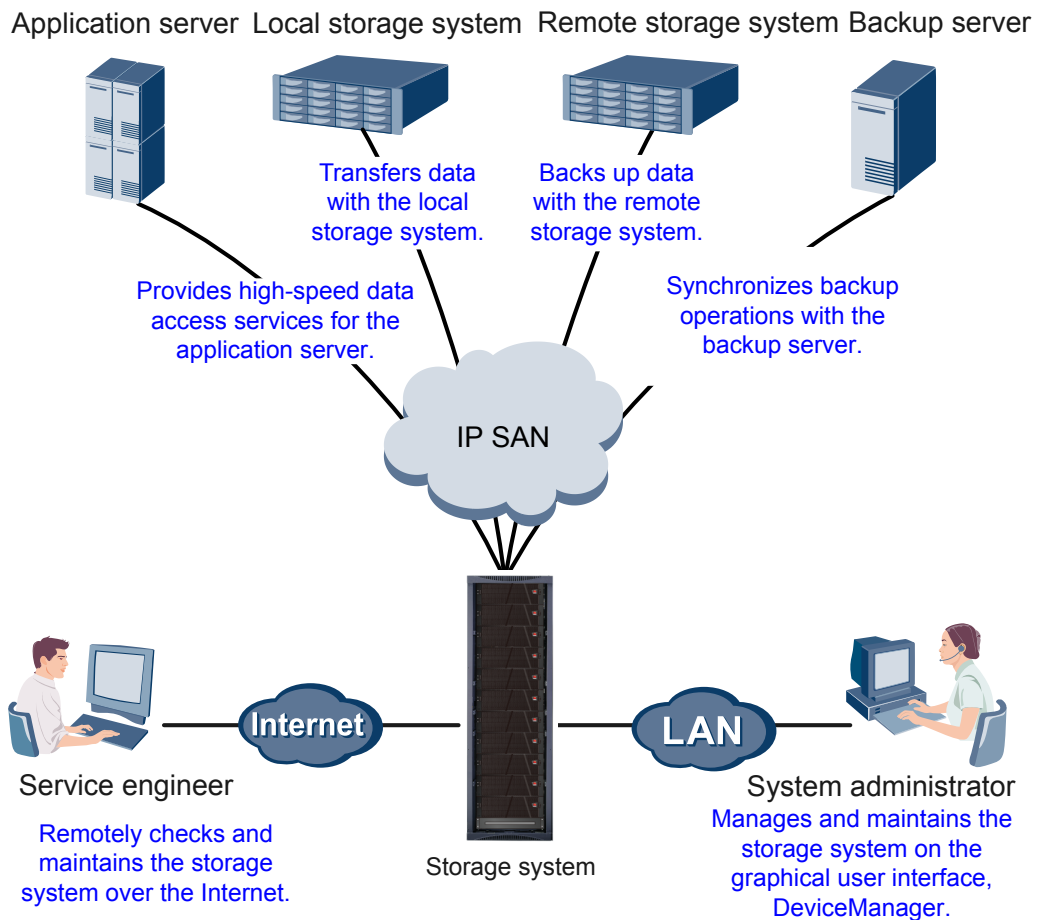 Application server
Local storage system
Remote storage system
Backup server
Transfers data
with the local
storage system.
Backs up data
with the remote
storage system.
Provides high-speed data
access services for the
application server.
Synchronizes backup
operations with the
backup server.
IP SAN
Internet
LAN
Service engineer
Remotely checks and
maintains the storage
system over the Internet.
Storage system
System administrator
Manages and maintains the
storage system on the
graphical user interface,
DeviceManager.